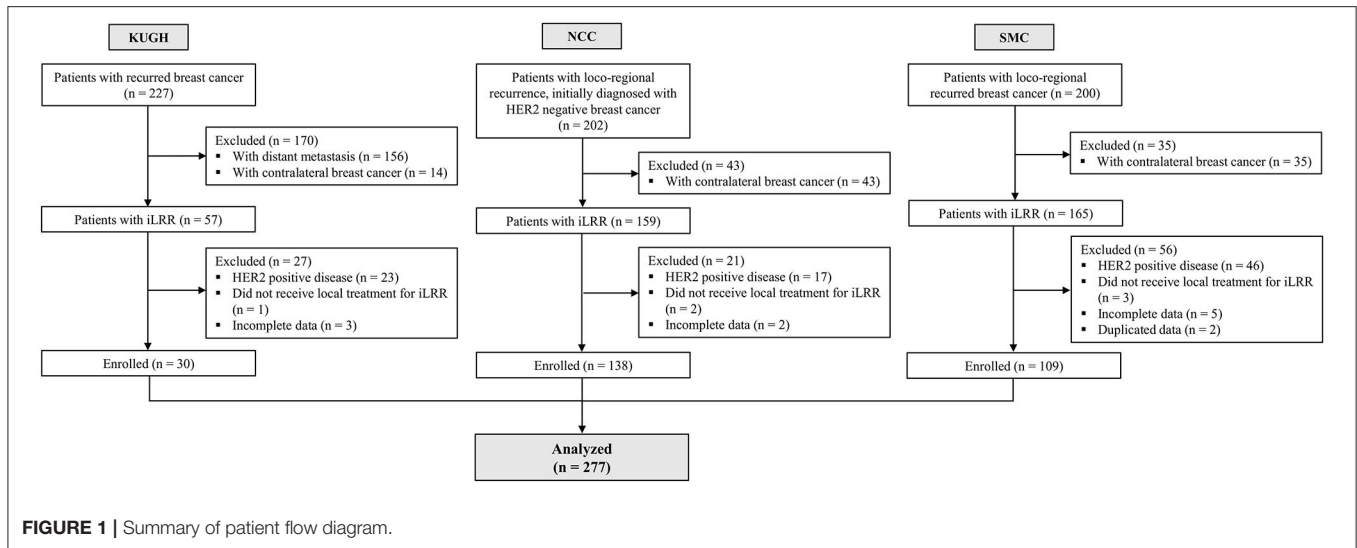 KUGH
Patients with recurred breast cancer
(n = 227)
Excluded (n = 170)
▪ With distant metastasis (n = 156)
▪ With contralateral breast cancer (n = 14)
Patients with iLRR (n = 57)
Excluded (n = 27)
▪ HER2 positive disease (n = 23)
▪ Did not receive local treatment for iLRR
(n = 1)
▪ Incomplete data (n = 3)
Enrolled (n = 30)
NCC
Patients with loco-regional
recurrence, initially diagnosed with
HER2 negative breast cancer
(n = 202)
Excluded (n = 43)
▪ With contralateral breast cancer (n = 43)
Patients with iLRR (n = 159)
Excluded (n = 21)
▪ HER2 positive disease (n = 17)
▪ Did not receive local treatment for iLRR
(n = 2)
▪ Incomplete data (n = 2)
Enrolled (n = 138)
SMC
Patients with loco-regional
recurred breast cancer (n = 200)
Excluded (n = 35)
▪ With contralateral breast cancer (n = 35)
Patients with iLRR (n = 165)
Excluded (n = 56)
▪ HER2 positive disease (n = 46)
▪ Did not receive local treatment for iLRR
(n = 3)
▪ Incomplete data (n = 5)
▪ Duplicated data (n = 2)
Enrolled (n = 109)
Analyzed
(n = 277)
FIGURE 1 | Summary of patient flow diagram.